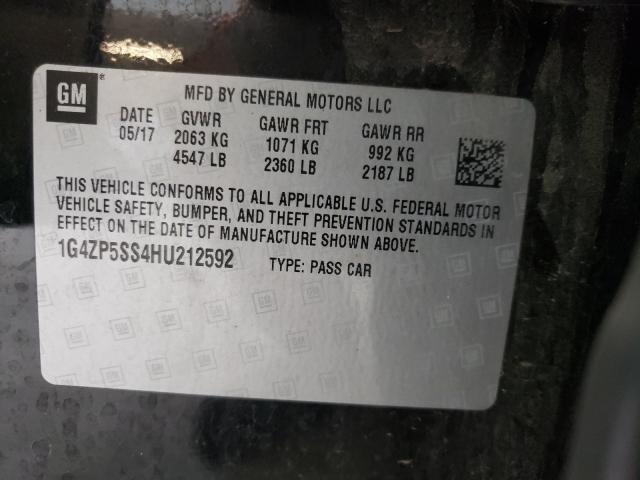 GM
MFD BY GENERAL MOTORS LLC
DATE GVWR GAWR FRT GAWR RR
05/17 2063 KG 1071 KG 992 KG
4547 LB 2360 LB 2187 LB
THIS VEHICLE CONFORMS TO ALL APPLICABLE U.S. FEDERAL MOTOR
VEHICLE SAFETY, BUMPER, AND THEFT PREVENTION STANDARDS IN
EFFECT ON THE DATE OF MANUFACTURE SHOWN ABOVE.
1G4ZP5SS4HU212592 TYPE: PASS CAR